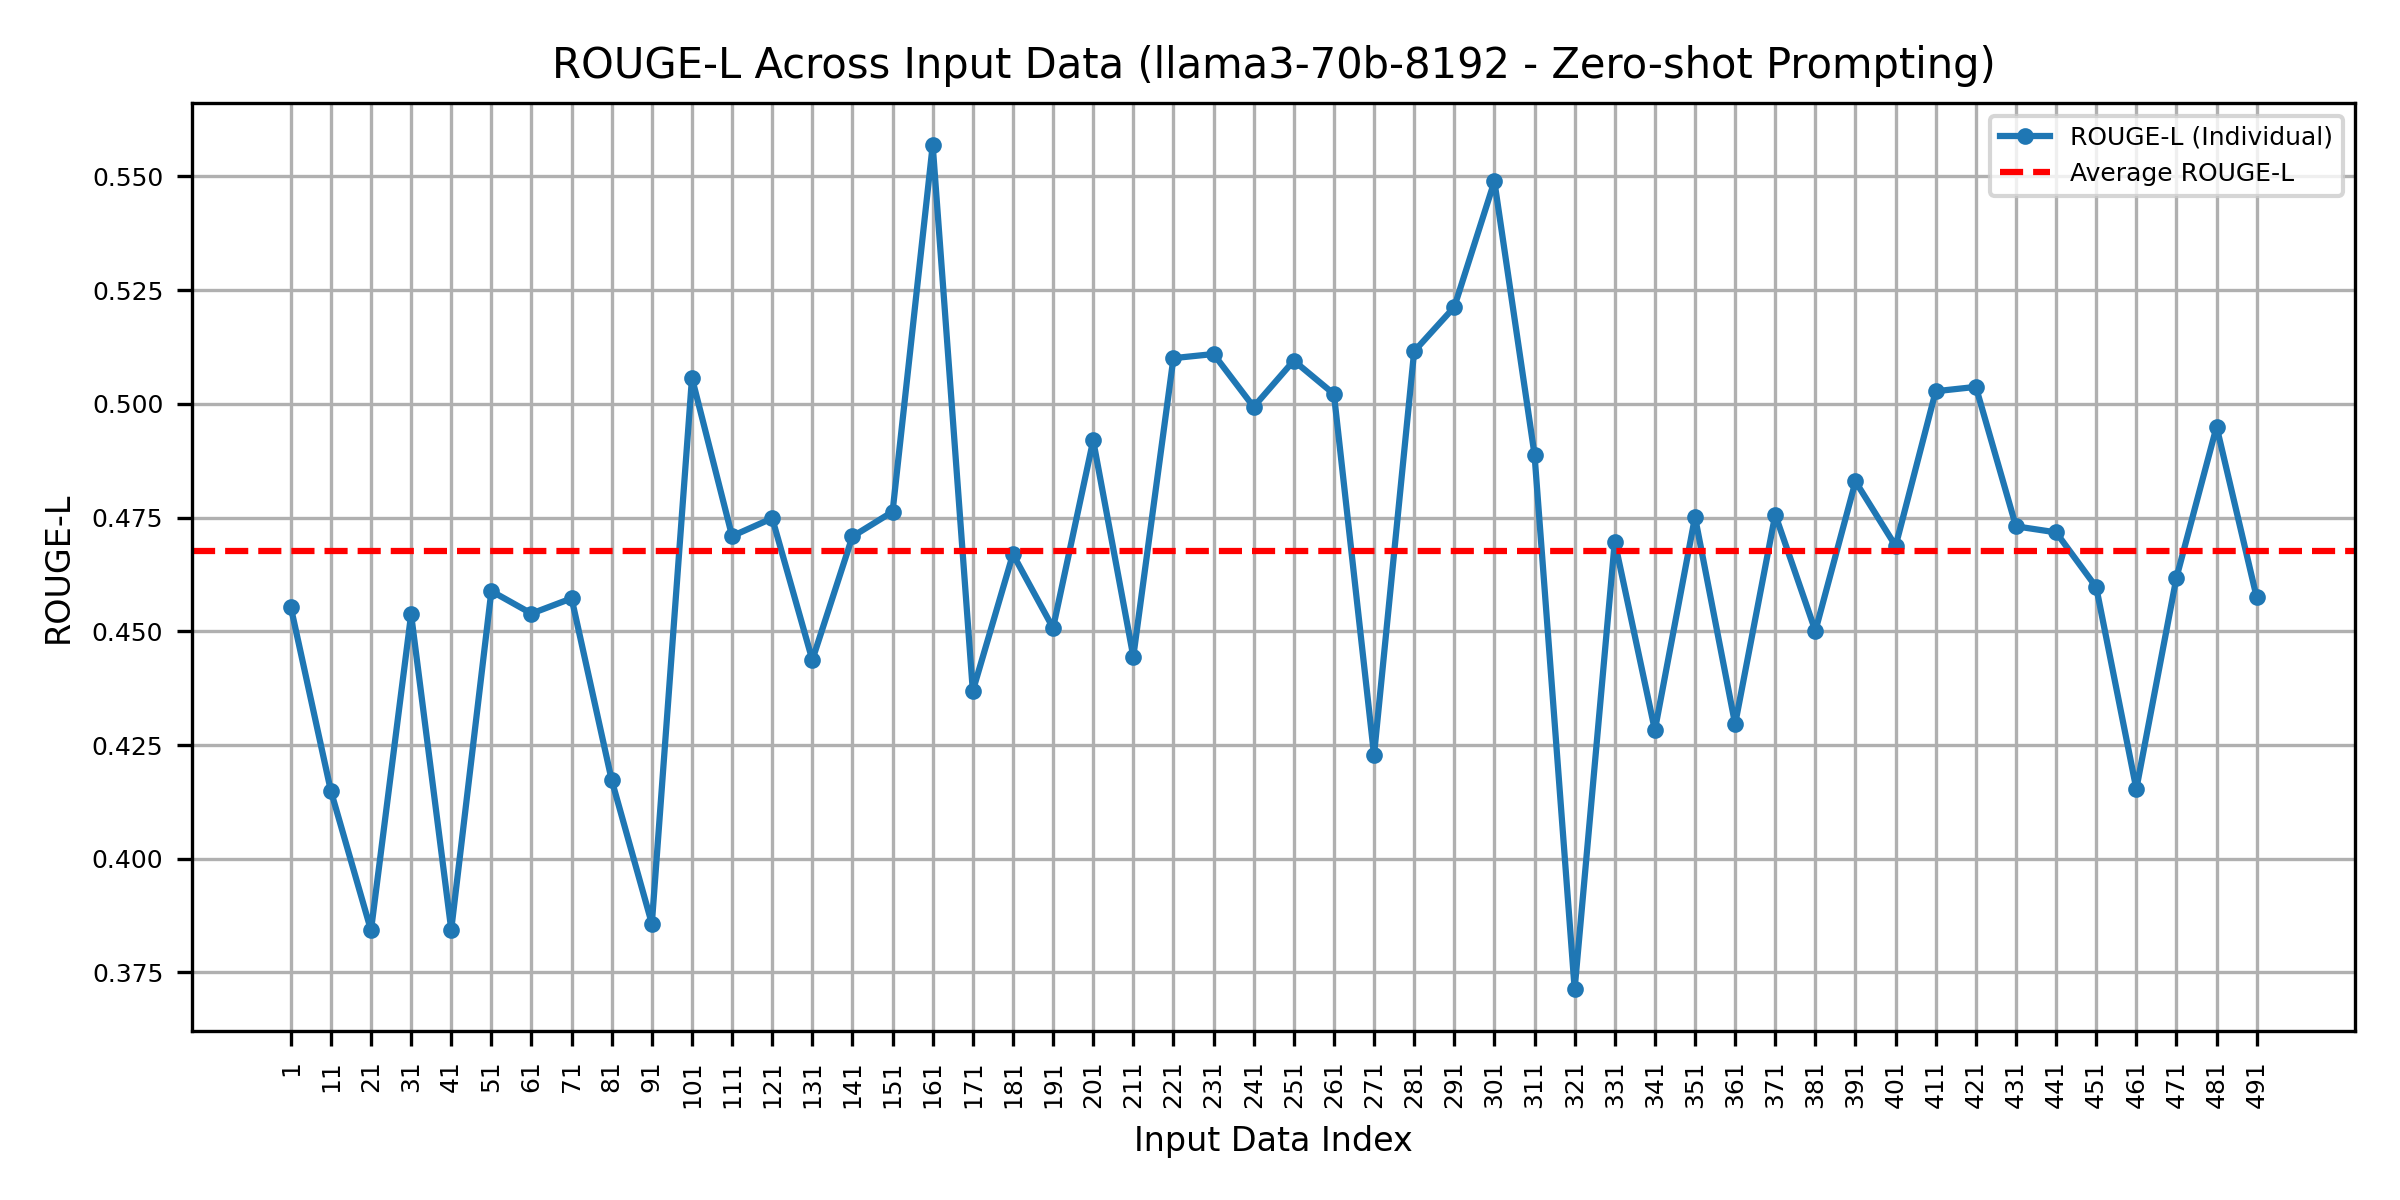 ROUGE-L Across Input Data (llama3-70b-8192 - Zero-shot Prompting)
ROUGE-L (Individual)
Average ROUGE-L
ROUGE-L
0.550
0.525
0.500
0.475
0.450
0.425
0.400
0.375
1 11 21 31 41 51 61 71 81 91 101 111 121 131 141 151 161 171 181 191 201 211 221 231 241 251 261 271 281 291 301 311 321 331 341 351 361 371 381 391 401 411 421 431 441 451 461 471 481 491
Input Data Index